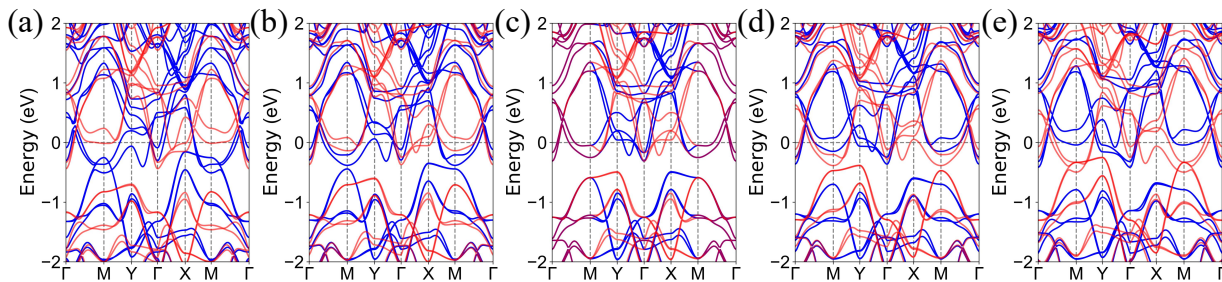 (a) (b) (c) (d) (e)
Energy (eV) Energy (eV) Energy (eV) Energy (eV) Energy (eV)
2 2 2 2 2
1 1 1 1 1
0 0 0 0 0
−1 −1 −1 −1 −1
−2 −2 −2 −2 −2
Γ M Y Γ X M Γ Γ M Y Γ X M Γ Γ M Y Γ X M Γ Γ M Y Γ X M Γ Γ M Y Γ X M Γ